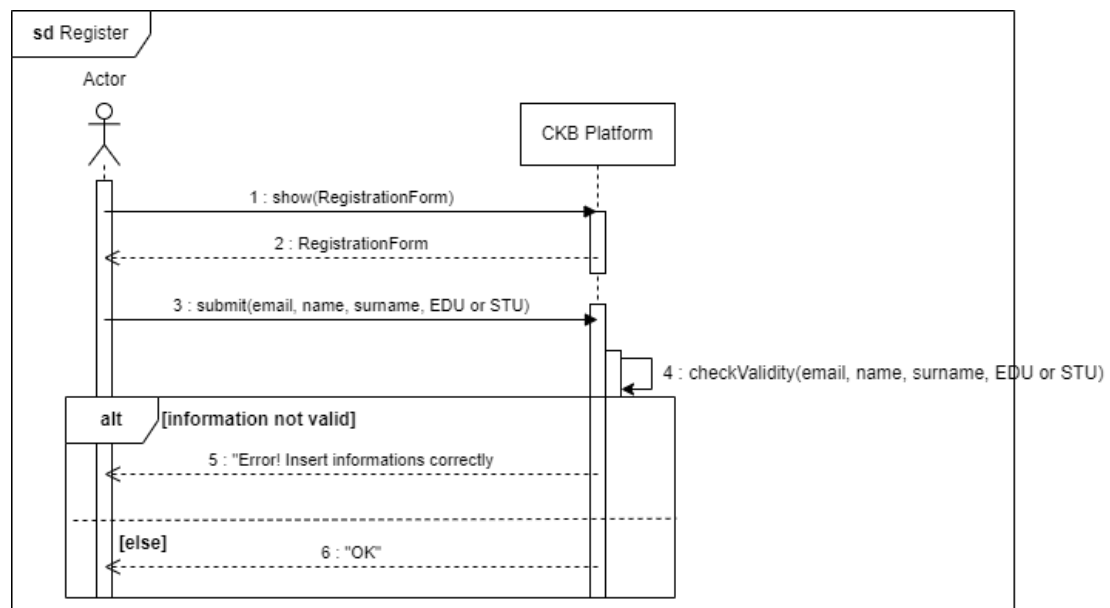 sd Register
Actor
CKB Platform
1 : show(RegistrationForm)
2 : RegistrationForm
3 : submit(email, name, surname, EDU or STU)
4 : checkValidity(email, name, surname, EDU or STU)
alt
[information not valid]
5 : "Error! Insert informations correctly
[else]
6 : "OK"